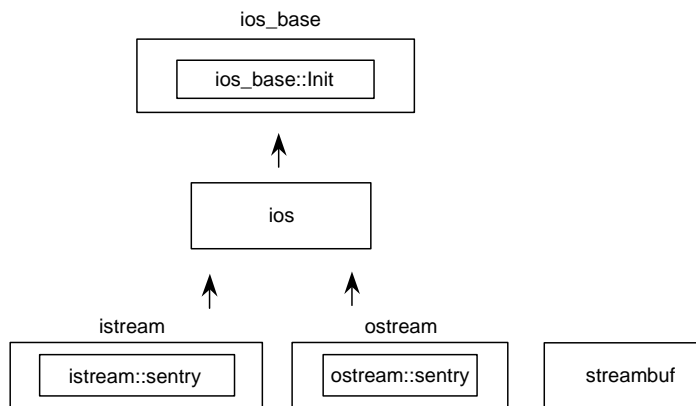 ios_base
ios_base::Init
ios
istream
ostream
istream::sentry
ostream::sentry
streambuf